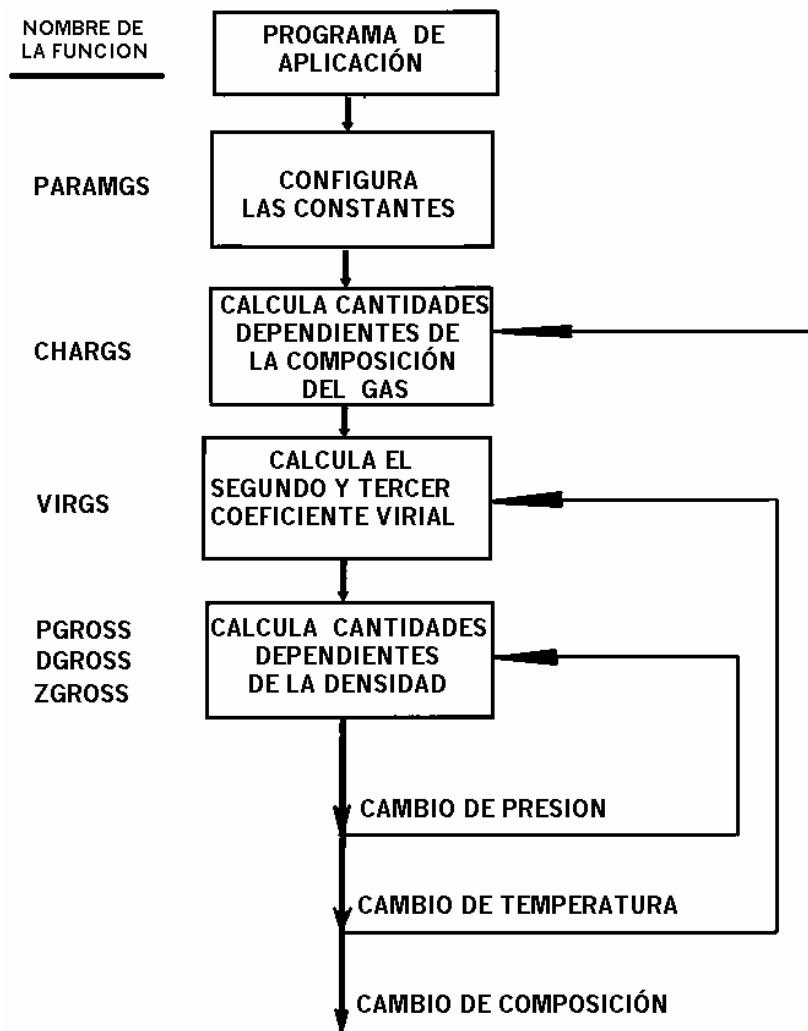 NOMBRE DE
LA FUNCION
PROGRAMA DE
APLICACIÓN
PARAMGS
CONFIGURA
LAS CONSTANTES
CHARGS
CALCULA CANTIDADES
DEPENDIENTES DE
LA COMPOSICIÓN
DEL GAS
VIRGS
CALCULA EL
SEGUNDO Y TERCER
COEFICIENTE VIRIAL
PGROSS
DGROSS
ZGROSS
CALCULA CANTIDADES
DEPENDIENTES
DE LA DENSIDAD
CAMBIO DE PRESION
CAMBIO DE TEMPERATURA
CAMBIO DE COMPOSICIÓN